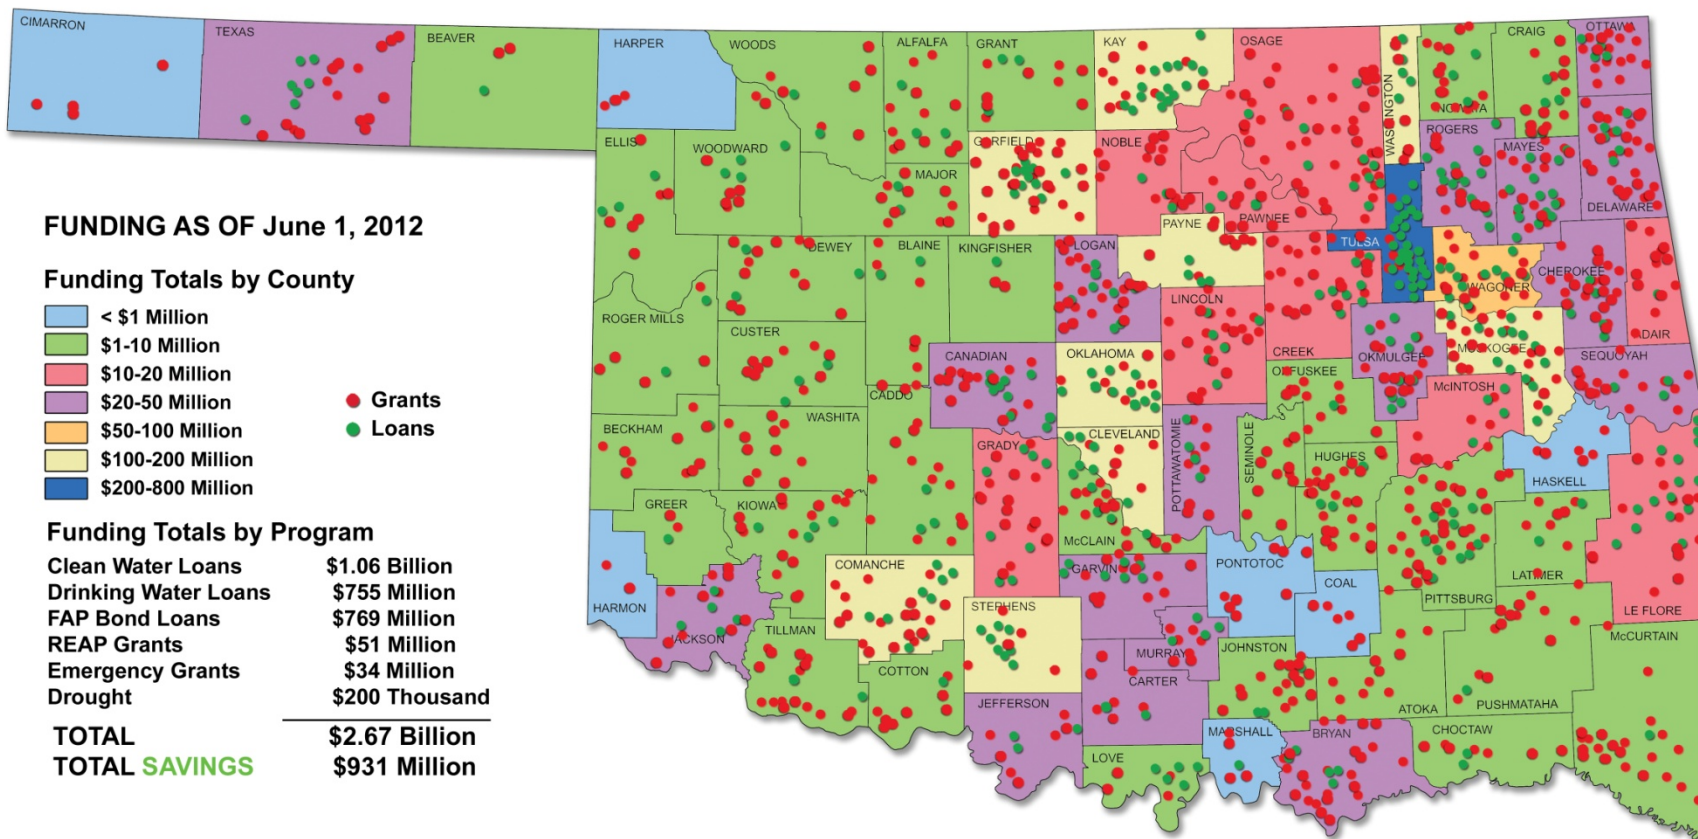 CIMARRON
TEXAS
BEAVER
HARPER
WOODS
ALFALFA
GRANT
KAY
OSAGE
WASHINGTON
NOWATA
CRAIG
OTTAWA
ELLIS
WOODWARD
MAJOR
GARFIELD
NOBLE
PAWNEE
ROGERS
MAYES
DELAWARE
FUNDING AS OF June 1, 2012
Funding Totals by County
< $1 Million
$1-10 Million
$10-20 Million
$20-50 Million
$50-100 Million
$100-200 Million
$200-800 Million
Grants
Loans
Funding Totals by Program
Clean Water Loans $1.06 Billion
Drinking Water Loans $755 Million
FAP Bond Loans $769 Million
REAP Grants $51 Million
Emergency Grants $34 Million
Drought $200 Thousand
TOTAL $2.67 Billion
TOTAL SAVINGS $931 Million
DEWEY
BLAINE
KINGFISHER
LOGAN
PAYNE
TULSA
WAGONER
CHEROKEE
ADAIR
ROGER MILLS
CUSTER
CANADIAN
OKLAHOMA
LINCOLN
CREEK
OKMULGEE
MUSKOGEE
SEQUOYAH
BECKHAM
WASHITA
CADDO
GRADY
CLEVELAND
POTTAWATOMIE
SEMINOLE
OKFUSKEE
HUGHES
McINTOSH
HASKELL
GREER
KIOWA
McCLAIN
PITTSBURG
LATIMER
LE FLORE
HARMON
JACKSON
TILLMAN
COMANCHE
COTTON
STEPHENS
GARVIN
MURRAY
PONTOTOC
COAL
JOHNSTON
ATOKA
PUSHMATAHA
McCURTAIN
JEFFERSON
CARTER
LOVE
MARSHALL
BRYAN
CHOCTAW